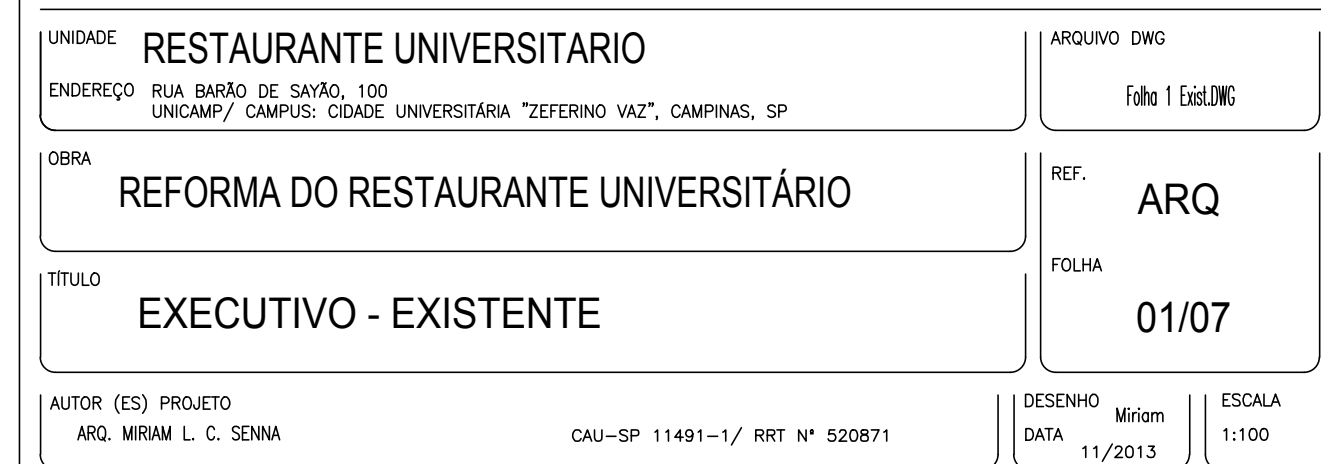 UNIDADE RESTAURANTE UNIVERSITARIO
ENDEREÇO RUA BARÃO DE SAYÃO, 100
UNICAMP/ CAMPUS: CIDADE UNIVERSITÁRIA "ZEFERINO VAZ", CAMPINAS, SP
ARQUIVO DWG
Folha 1 Exist.DWG
OBRA
REFORMA DO RESTAURANTE UNIVERSITÁRIO
REF.
ARQ
TÍTULO
EXECUTIVO - EXISTENTE
FOLHA
01/07
AUTOR (ES) PROJETO
ARQ. MIRIAM L. C. SENNA CAU-SP 11491-1/ RRT Nº 520871
DESENHO Miriam
DATA 11/2013
ESCALA
1:100